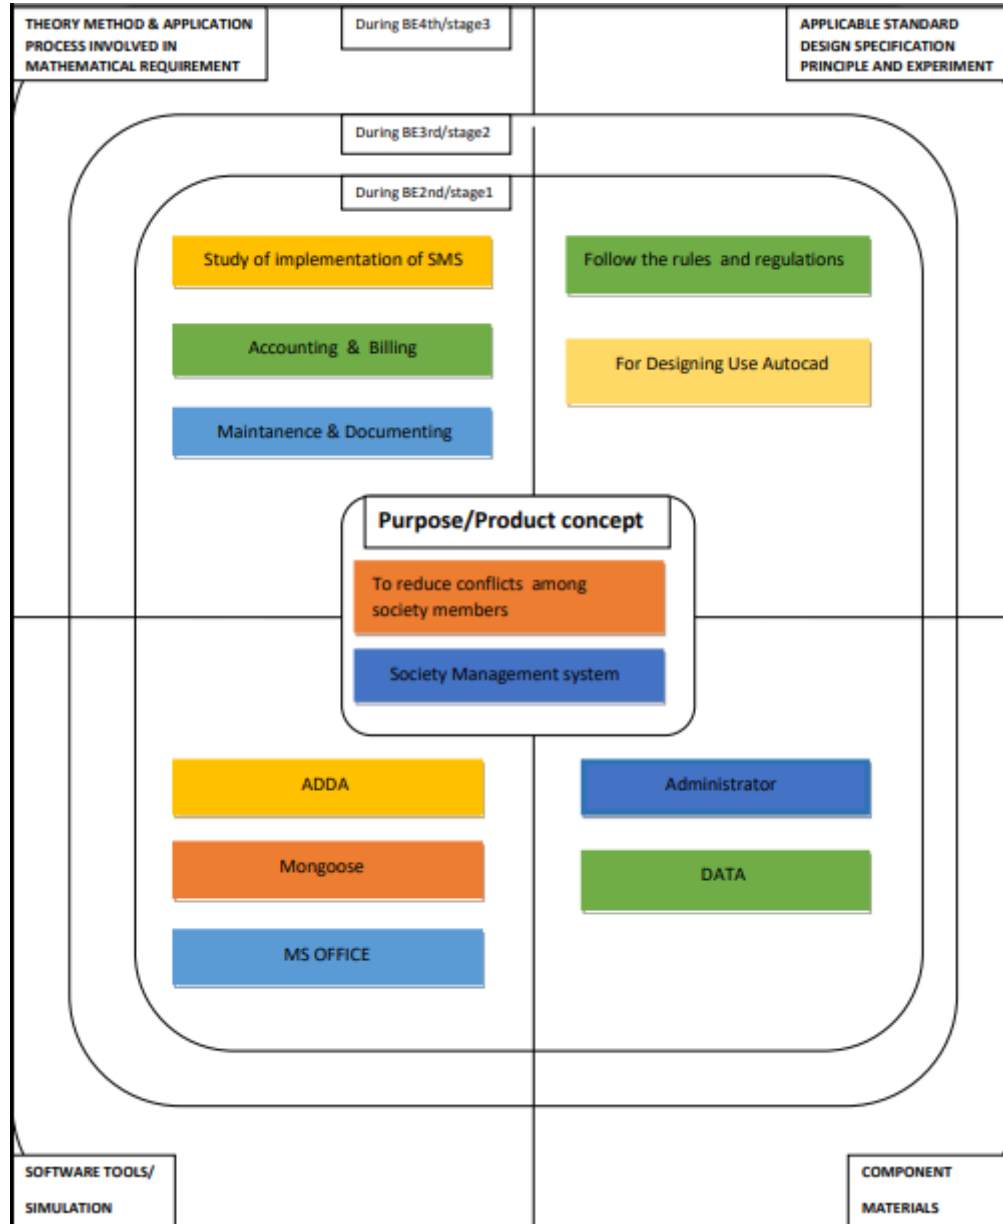 THEORY METHOD & APPLICATION
PROCESS INVOLVED IN
MATHEMATICAL REQUIREMENT
During BE4th/stage3
APPLICABLE STANDARD
DESIGN SPECIFICATION
PRINCIPLE AND EXPERIMENT
During BE3rd/stage2
During BE2nd/stage1
Study of implementation of SMS
Follow the rules and regulations
Accounting & Billing
For Designing Use Autocad
Maintanence & Documenting
Purpose/Product concept
To reduce conflicts among
society members
Society Management system
ADDA
Administrator
Mongoose
DATA
MS OFFICE
SOFTWARE TOOLS/
SIMULATION
COMPONENT
MATERIALS